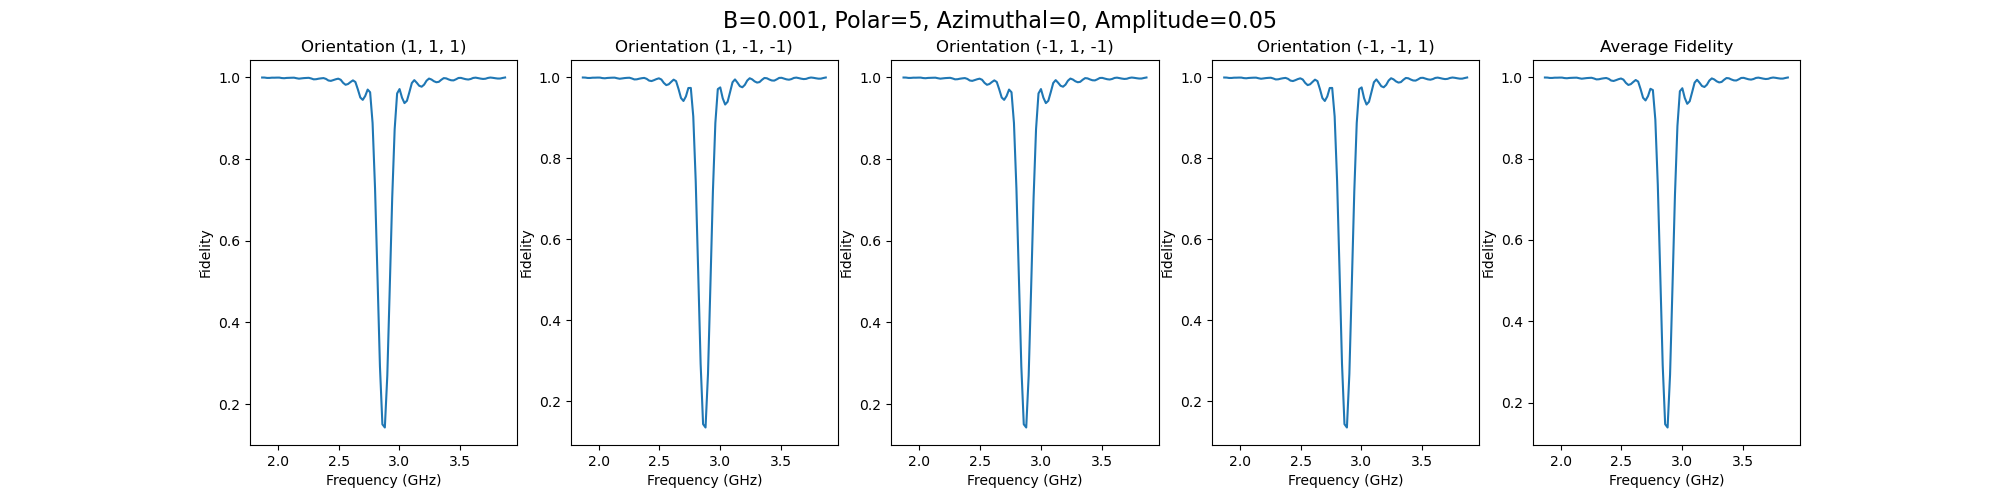 B=0.001, Polar=5, Azimuthal=0, Amplitude=0.05
Orientation (1, 1, 1)
1.0
0.8
0.6
0.4
0.2
Fidelity
2.0 2.5 3.0 3.5
Frequency (GHz)
Orientation (1, -1, -1)
1.0
0.8
0.6
0.4
0.2
Fidelity
2.0 2.5 3.0 3.5
Frequency (GHz)
Orientation (-1, 1, -1)
1.0
0.8
0.6
0.4
0.2
Fidelity
2.0 2.5 3.0 3.5
Frequency (GHz)
Orientation (-1, -1, 1)
1.0
0.8
0.6
0.4
0.2
Fidelity
2.0 2.5 3.0 3.5
Frequency (GHz)
Average Fidelity
1.0
0.8
0.6
0.4
0.2
Fidelity
2.0 2.5 3.0 3.5
Frequency (GHz)